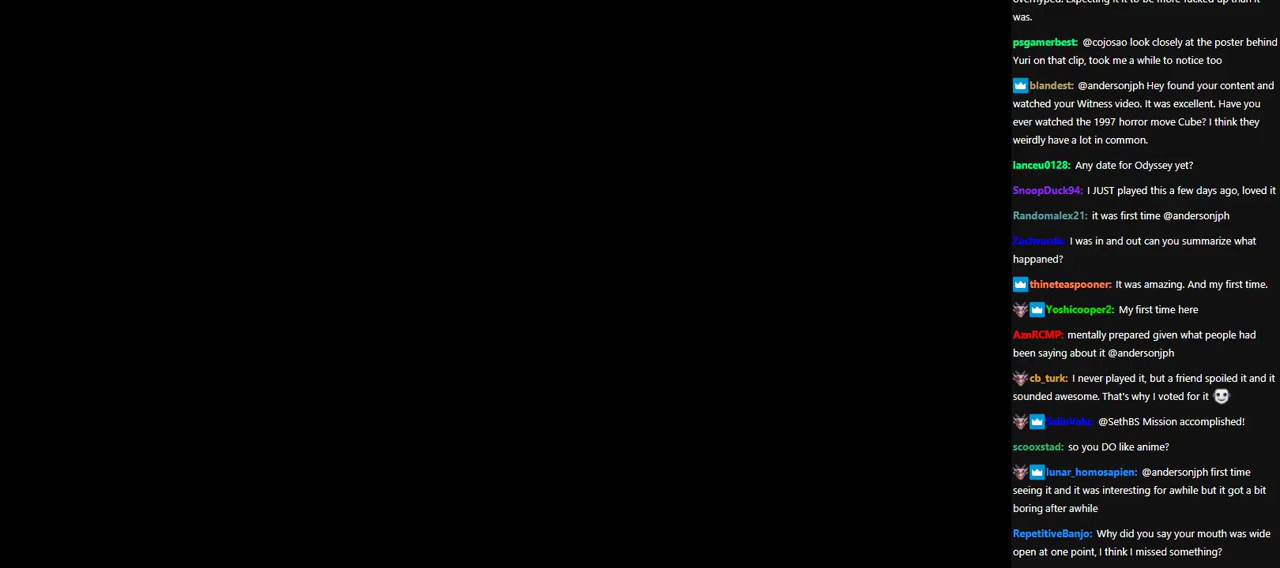 overhyped. Expecting it it to be more fucked up than it
was.
psgamerbest: @cojosao look closely at the poster behind
Yuri on that clip, took me a while to notice too
blandest: @andersonjph Hey found your content and
watched your Witness video. It was excellent. Have you
ever watched the 1997 horror move Cube? I think they
weirdly have a lot in common.
lanceu0128: Any date for Odyssey yet?
SnoopDuck94: I JUST played this a few days ago, loved it
Randomalex21: it was first time @andersonjph
I was in and out can you summarize what
happaned?
thineteaspooner: It was amazing. And my first time.
Yoshicooper2: My first time here
AznRCMP: mentally prepared given what people had
been saying about it @andersonjph
cb_turk: I never played it, but a friend spoiled it and it
sounded awesome. That's why I voted for it
@SethBS Mission accomplished!
scooxstad: so you DO like anime?
lunar_homosapien: @andersonjph first time
seeing it and it was interesting for awhile but it got a bit
boring after awhile
RepetitiveBanjo: Why did you say your mouth was wide
open at one point, I think I missed something?